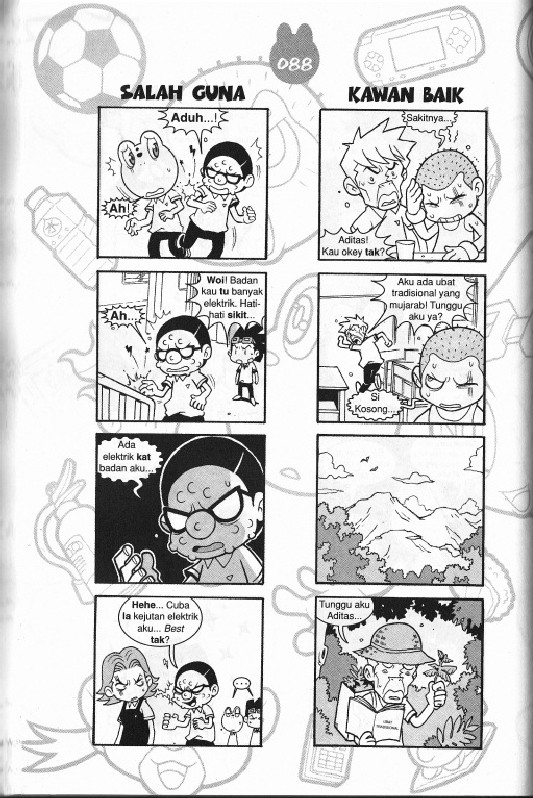 088
SALAH GUNA
Aduh...!
Ah!
Woi! Badan
kau tu banyak
elektrik. Hati-
hati sikit...
Ah...
Ada
elektrik kat
badan aku....
Hehe... Cuba
la kejutan elektrik
aku... Best
tak?
...
KAWAN BAIK
Sakitnya...
Aditas!
Kau okey tak?
Aku ada ubat
tradisional yang
mujarab! Tunggu
aku ya?
Si
Kosong...
Tunggu aku
Aditas...
UBAT
TRADISIONAL